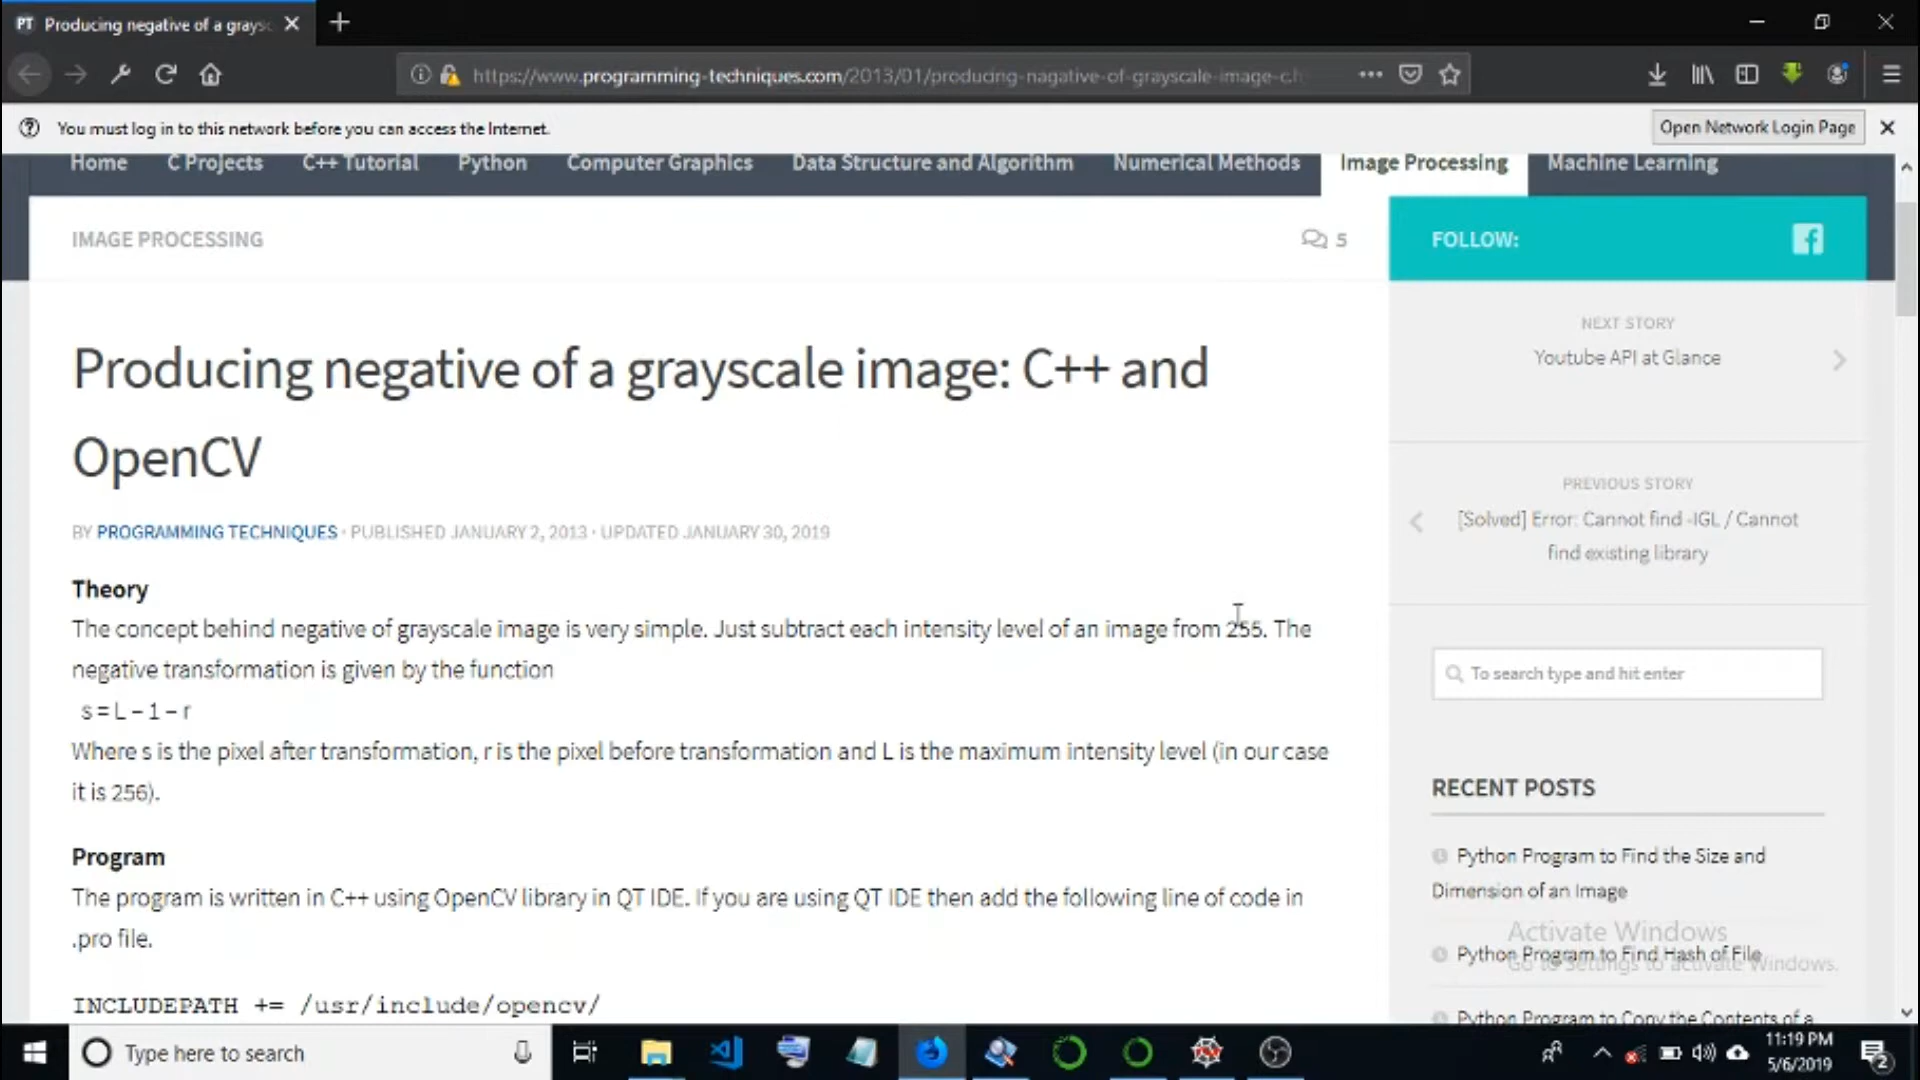 PT Producing negative of a grays
https://www.programming-techniques.com/2013/01/producing-nagative-of-grayscale-image-c.h
You must log in to this network before you can access the Internet.
Open Network Login Page
Home C Projects C++ Tutorial Python Computer Graphics Data Structure and Algorithm Numerical Methods Image Processing Machine Learning
IMAGE PROCESSING
5
FOLLOW:
Producing negative of a grayscale image: C++ and
OpenCV
BY PROGRAMMING TECHNIQUES · PUBLISHED JANUARY 2, 2013 · UPDATED JANUARY 30, 2019
Theory
The concept behind negative of grayscale image is very simple. Just subtract each intensity level of an image from 255. The
negative transformation is given by the function
s = L – 1 – r
Where s is the pixel after transformation, r is the pixel before transformation and L is the maximum intensity level (in our case
it is 256).
Program
The program is written in C++ using OpenCV library in QT IDE. If you are using QT IDE then add the following line of code in
.pro file.
INCLUDEPATH += /usr/include/opencv/
NEXT STORY
Youtube API at Glance
PREVIOUS STORY
[Solved] Error: Cannot find -lGL / Cannot
find existing library
To search type and hit enter
RECENT POSTS
Python Program to Find the Size and
Dimension of an Image
Python Program to Find Hash of File
Python Program to Copy the Contents of a
Activate Windows
Go to Settings to activate Windows.
Type here to search
11:19 PM
5/6/2019
2